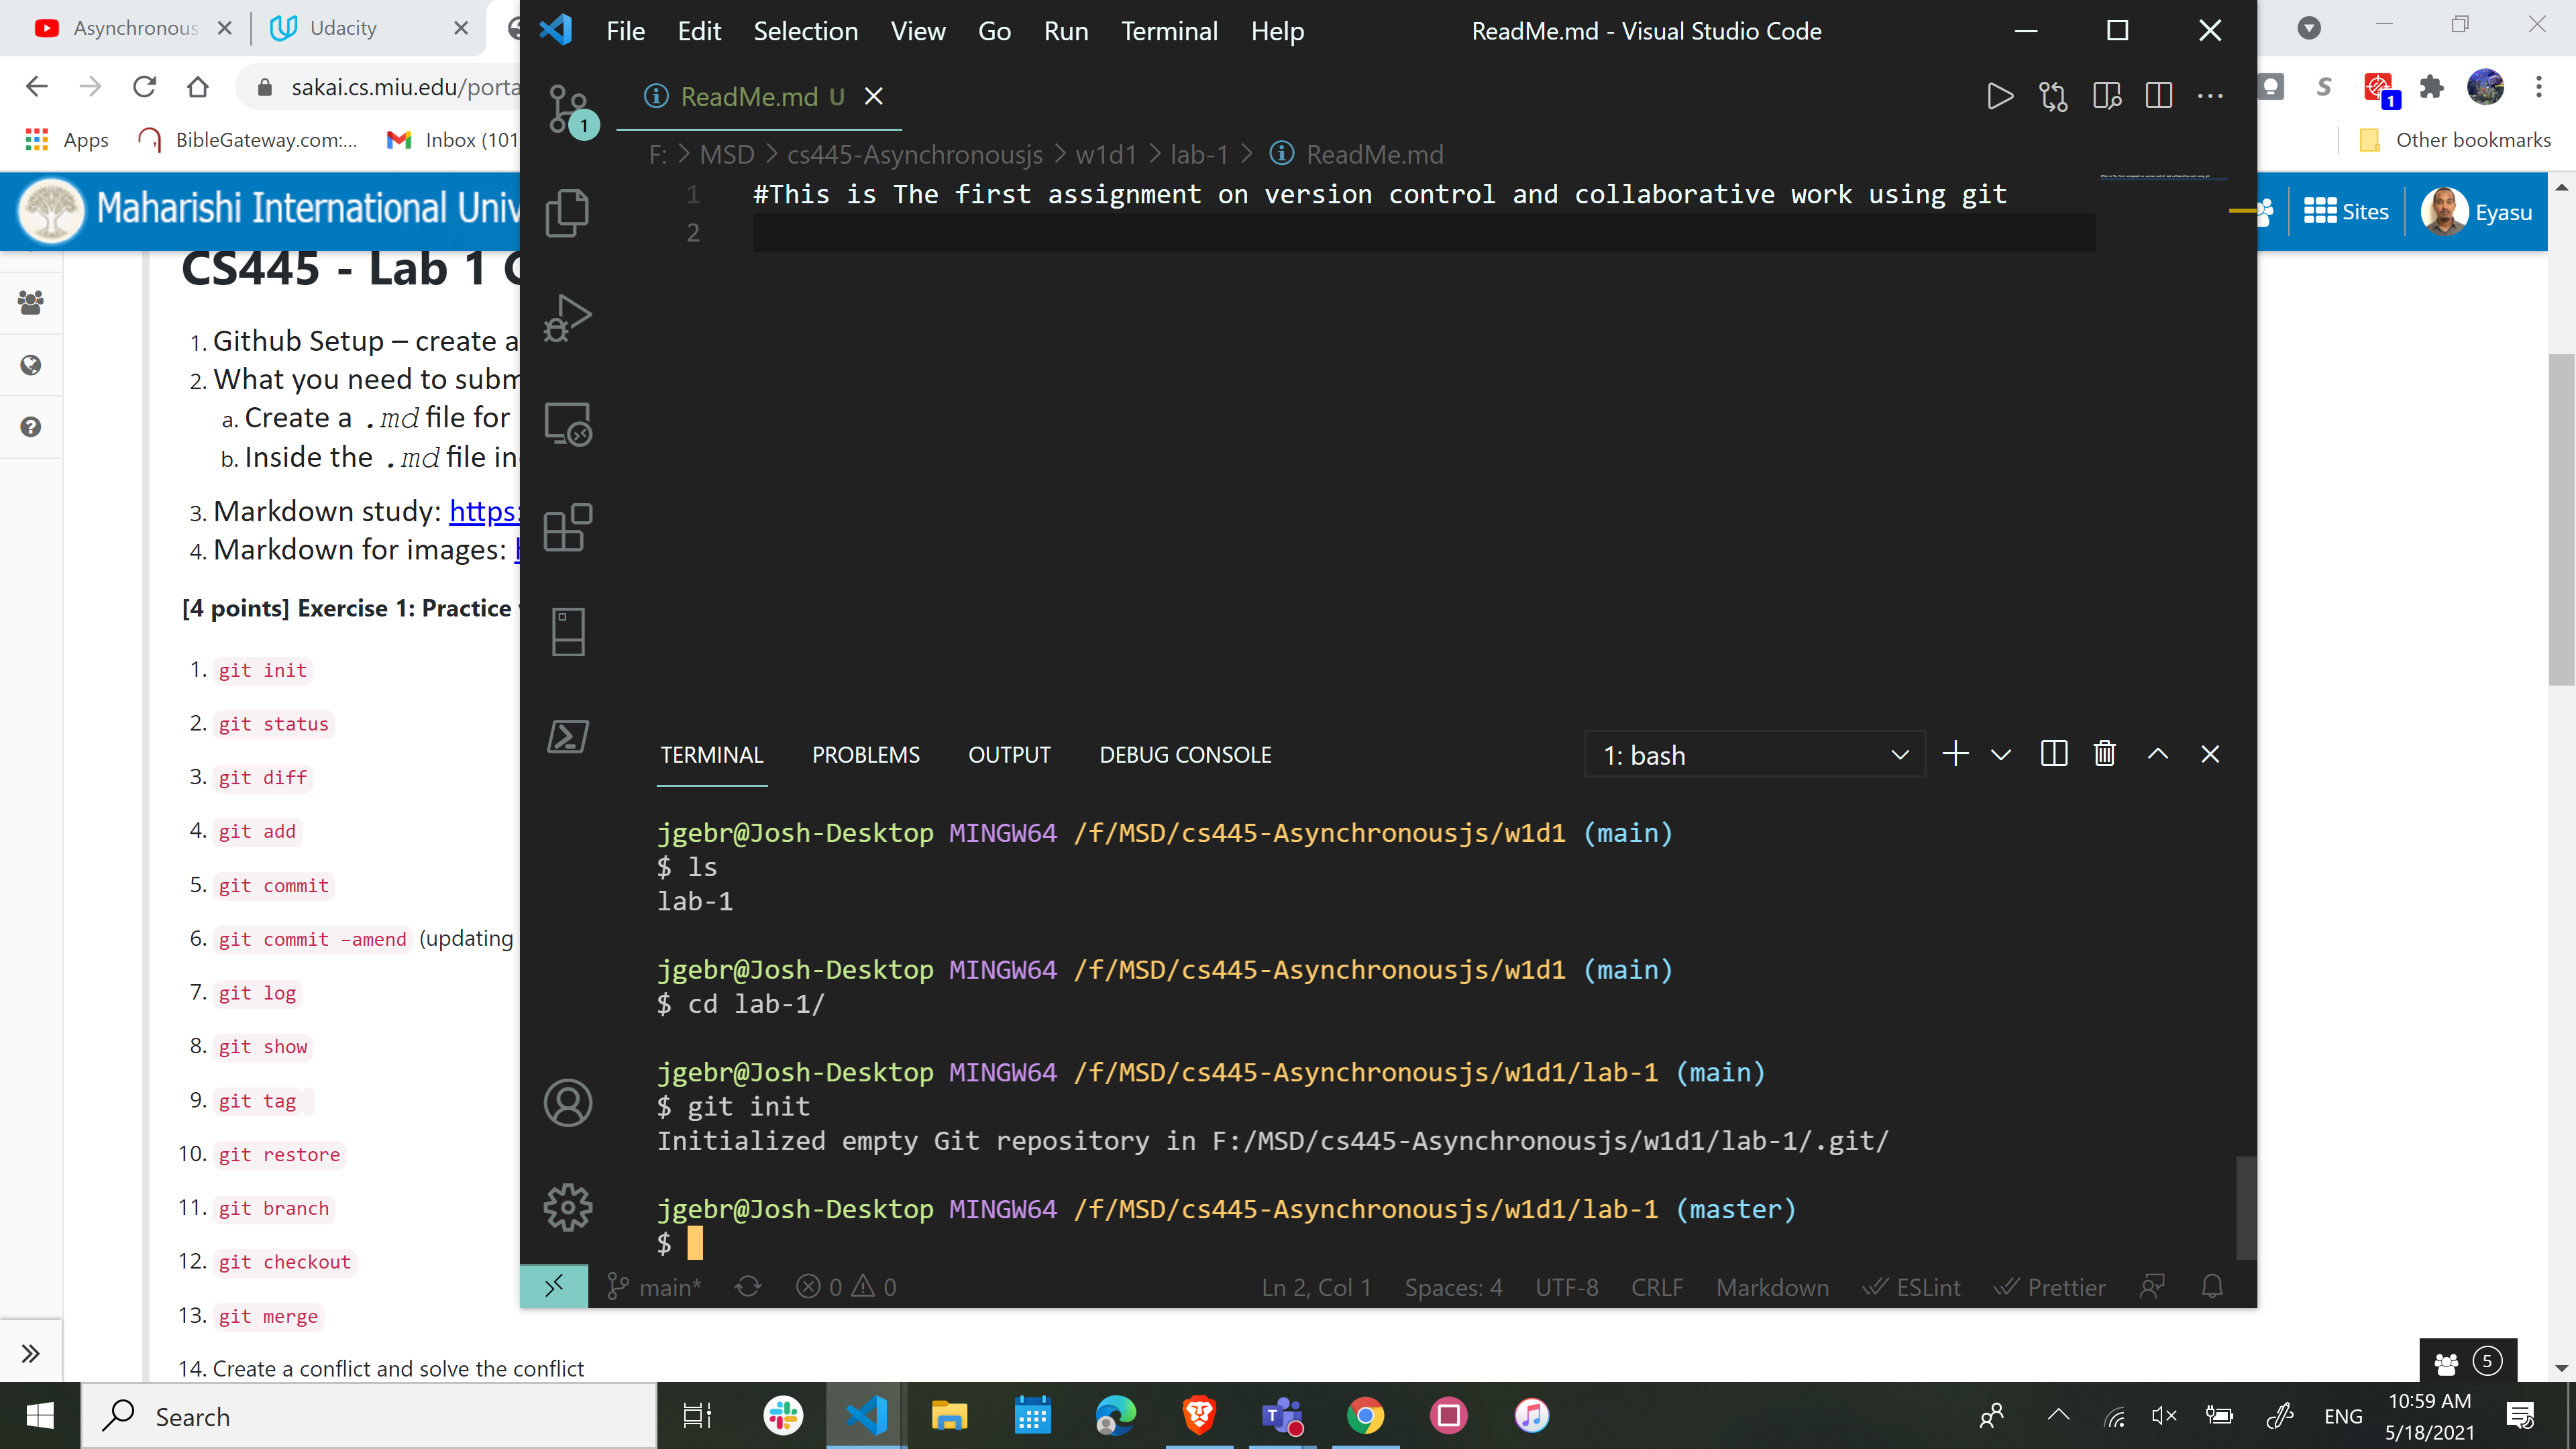 Asynchronous
Udacity
sakai.cs.miu.edu/porta
Apps
BibleGateway.com:...
Inbox (101
Other bookmarks
1
Maharishi International Univ
Sites
Eyasu
CS445 - Lab 1
1. Github Setup – create a
2. What you need to subm
a. Create a .md file for
b. Inside the .md file in
3. Markdown study: https:
4. Markdown for images:
[4 points] Exercise 1: Practice
1. git init
2. git status
3. git diff
4. git add
5. git commit
6. git commit –amend (updating
7. git log
8. git show
9. git tag
10. git restore
11. git branch
12. git checkout
13. git merge
14. Create a conflict and solve the conflict
File Edit Selection View Go Run Terminal Help
ReadMe.md - Visual Studio Code
1
ReadMe.md U
F: > MSD > cs445-Asynchronousjs > w1d1 > lab-1 > ReadMe.md
1 #This is The first assignment on version control and collaborative work using git
2
TERMINAL PROBLEMS OUTPUT DEBUG CONSOLE
1: bash
jgebr@Josh-Desktop MINGW64 /f/MSD/cs445-Asynchronousjs/w1d1 (main)
$ ls
lab-1
jgebr@Josh-Desktop MINGW64 /f/MSD/cs445-Asynchronousjs/w1d1 (main)
$ cd lab-1/
jgebr@Josh-Desktop MINGW64 /f/MSD/cs445-Asynchronousjs/w1d1/lab-1 (main)
$ git init
Initialized empty Git repository in F:/MSD/cs445-Asynchronousjs/w1d1/lab-1/.git/
jgebr@Josh-Desktop MINGW64 /f/MSD/cs445-Asynchronousjs/w1d1/lab-1 (master)
$
main* 0 0
Ln 2, Col 1 Spaces: 4 UTF-8 CRLF Markdown ESLint Prettier
5
Search
ENG
10:59 AM
5/18/2021